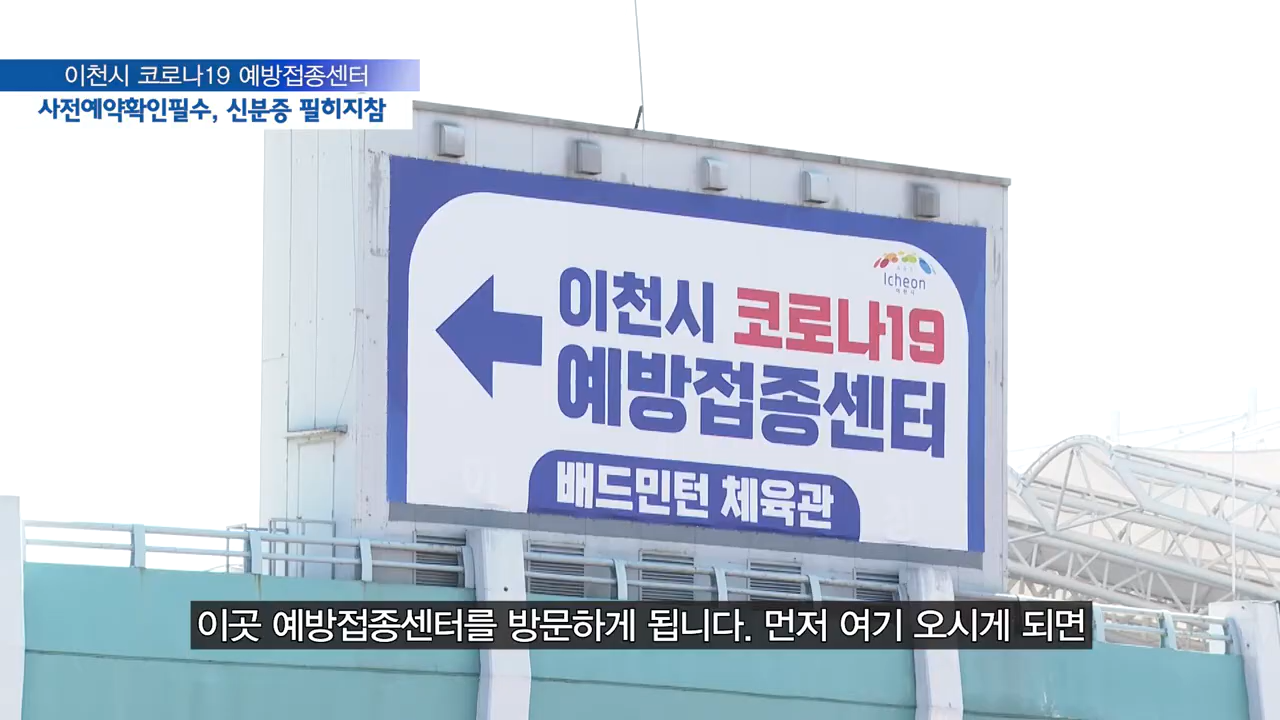 이천시 코로나19 예방접종센터
사전예약확인필수, 신분증 필히지참
Icheon
이천시
이천시 코로나19
예방접종센터
배드민턴 체육관
이곳 예방접종센터를 방문하게 됩니다. 먼저 여기 오시게 되면